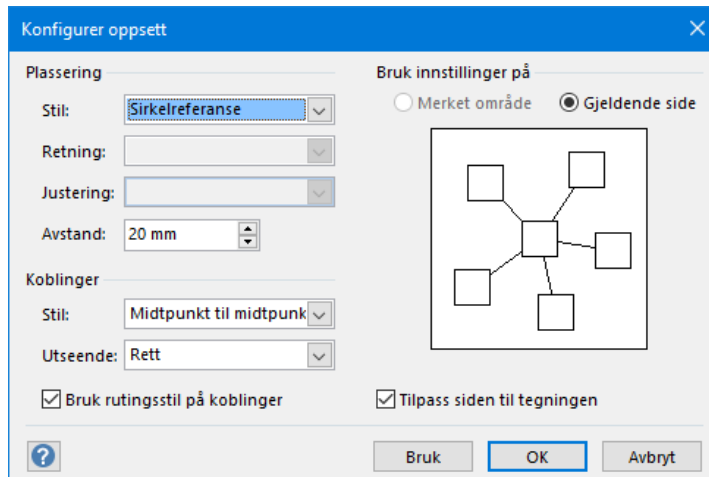 Konfigurer oppsett
Plassering
Stil: Sirkelreferanse
Retning:
Justering:
Avstand: 20 mm
Koblinger
Stil: Midtpunkt til midtpunk
Utseende: Rett
Bruk rutingsstil på koblinger
Bruk innstillinger på
Merket område Gjeldende side
Tilpass siden til tegningen
? Bruk OK Avbryt